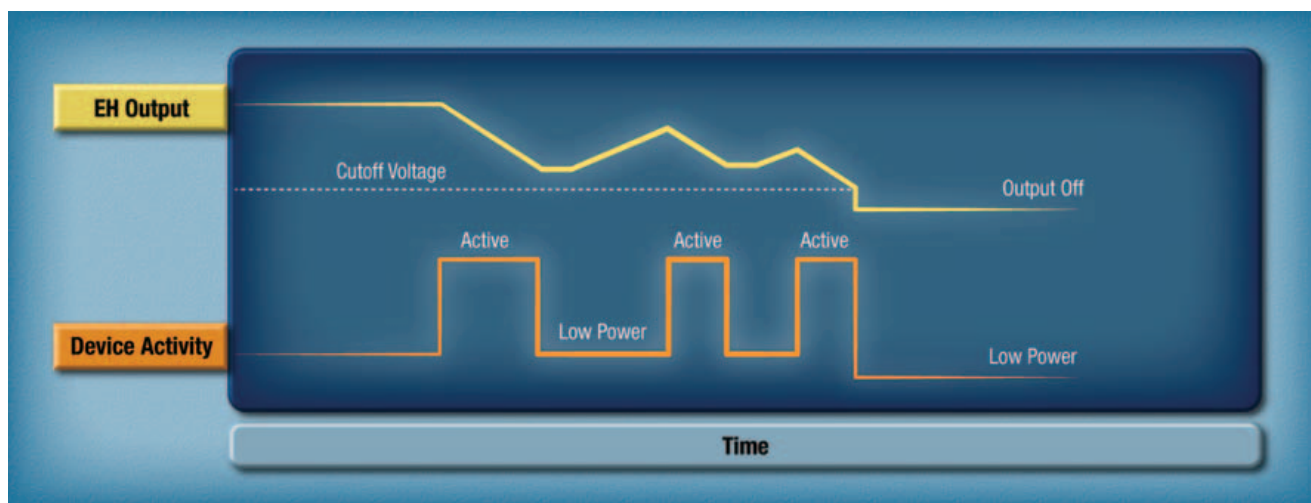 EH Output
Cutoff Voltage
Output Off
Active
Active
Active
Low Power
Device Activity
Low Power
Time